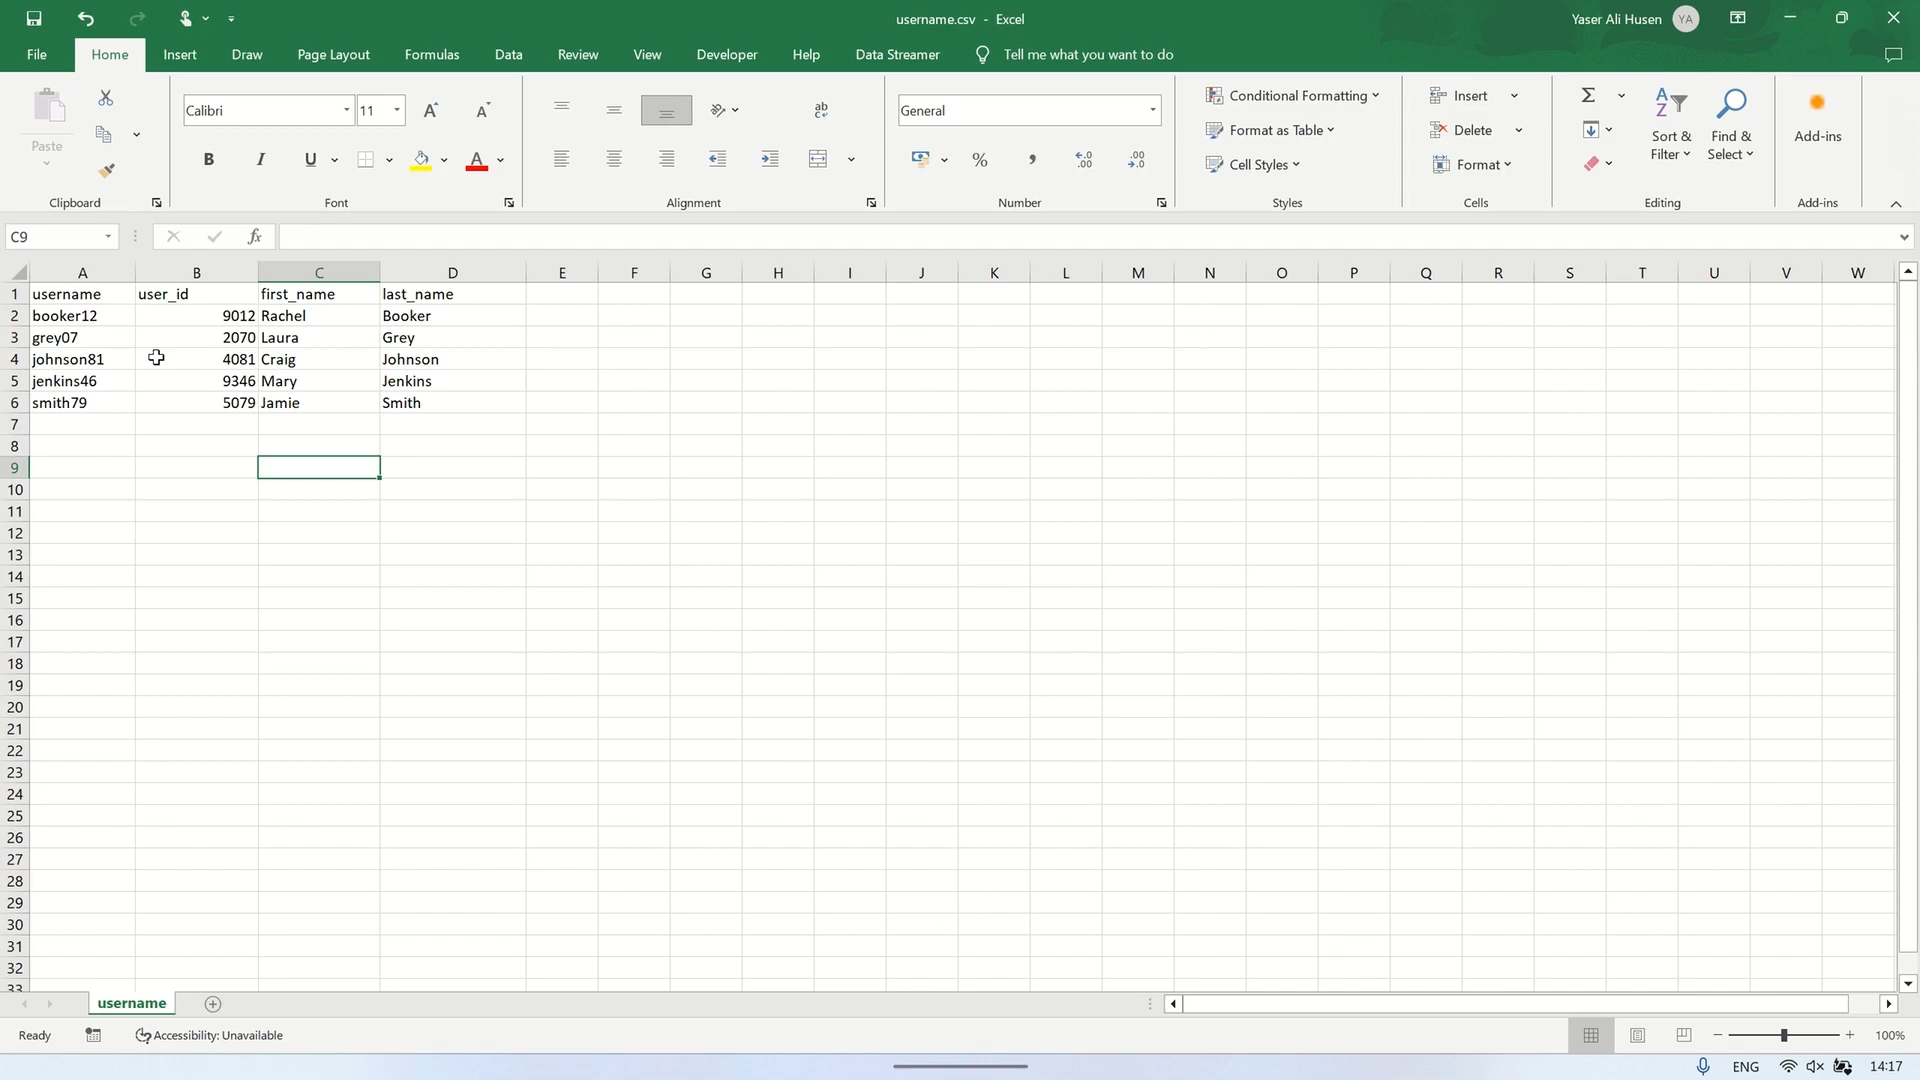 username.csv - Excel
Yaser Ali Husen YA
File Home Insert Draw Page Layout Formulas Data Review View Developer Help Data Streamer Tell me what you want to do
Paste
Clipboard
Calibri 11
B I U A
Font
ab
Alignment
General
% , .00 .00
Number
Conditional Formatting
Format as Table
Cell Styles
Styles
Insert
Delete
Format
Cells
Sort & Filter
Find & Select
Editing
Add-ins
Add-ins
C9 fx
A B C D E F G H I J K L M N O P Q R S T U V W
1 username user_id first_name last_name
2 booker12 9012 Rachel Booker
3 grey07 2070 Laura Grey
4 johnson81 4081 Craig Johnson
5 jenkins46 9346 Mary Jenkins
6 smith79 5079 Jamie Smith
7
8
9
10
11
12
13
14
15
16
17
18
19
20
21
22
23
24
25
26
27
28
29
30
31
32
33
username
Ready Accessibility: Unavailable 100%
ENG 14:17